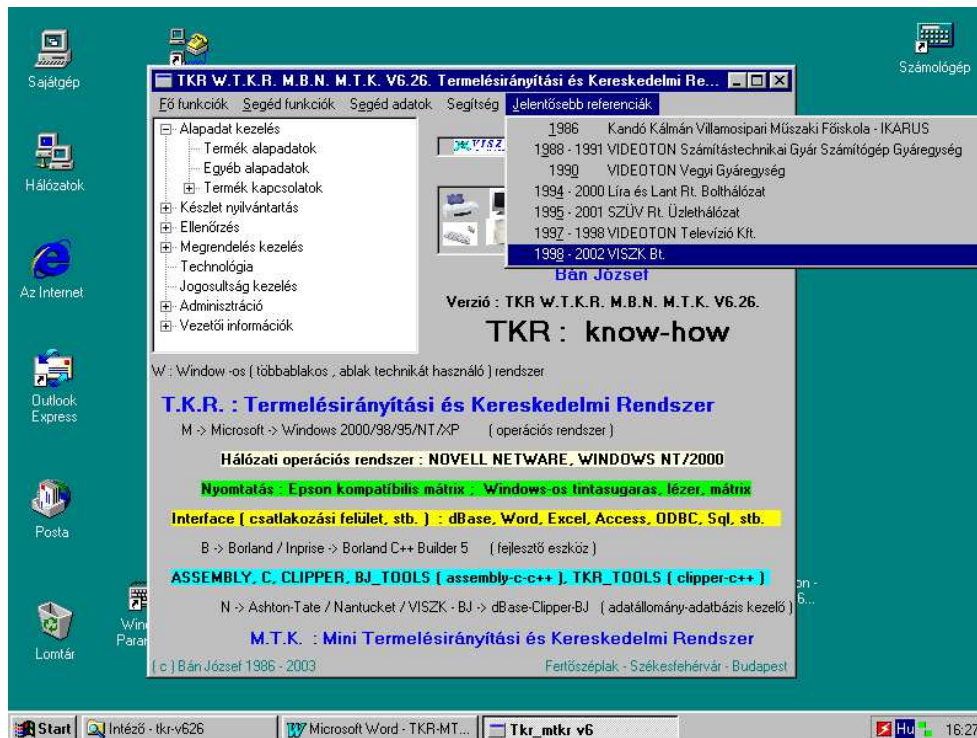 Sajátgép
Számológép
Hálózatok
Az Internet
Outlook
Express
Posta
Lomtár
TKR W.T.K.R. M.B.N. M.T.K. V6.26. Termelésirányítási és Kereskedelmi Re...
Fő funkciók Segéd funkciók Segéd adatok Segítség Jelentősebb referenciák
Alapadat kezelés
Termék alapadatok
Egyéb alapadatok
Termék kapcsolatok
Készlet nyilvántartás
Ellenőrzés
Megrendelés kezelés
Technológia
Jogosultság kezelés
Adminisztráció
Vezetői információk
VISZ
1986 Kandó Kálmán Villamosipari Műszaki Főiskola - IKARUS
1988 - 1991 VIDEOTON Számítástechnikai Gyár Számítógép Gyáregység
1990 VIDEOTON Vegyi Gyáregység
1994 - 2000 Líra és Lant Rt. Bolthálózat
1995 - 2001 SZÜV Rt. Üzlethálózat
1997 - 1998 VIDEOTON Televízió Kft.
1998 - 2002 VISZK Bt.
Bán József
Verzió : TKR W.T.K.R. M.B.N. M.T.K. V6.26.
TKR : know-how
W : Window -os ( többablakos , ablak technikát használó ) rendszer
T.K.R. : Termelésirányítási és Kereskedelmi Rendszer
M -> Microsoft -> Windows 2000/98/95/NT/XP ( operációs rendszer )
Hálózati operációs rendszer : NOVELL NETWARE, WINDOWS NT/2000
Nyomtatás : Epson kompatíbilis mátrix ; Windows-os tintasugaras, lézer, mátrix
Interface ( csatlakozási felület, stb. ) : dBase, Word, Excel, Access, ODBC, Sql, stb.
B -> Borland / Inprise -> Borland C++ Builder 5 ( fejlesztő eszköz )
ASSEMBLY, C, CLIPPER, BJ_TOOLS ( assembly-c-c++ ), TKR_TOOLS ( clipper-c++ )
N -> Ashton-Tate / Nantucket / VISZK - BJ -> dBase-Clipper-BJ ( adatállomány-adatbázis kezelő )
M.T.K. : Mini Termelésirányítási és Kereskedelmi Rendszer
( c ) Bán József 1986 - 2003 Fertőszéplak - Székesfehérvár - Budapest
Start Intéző - tkr-v626 Microsoft Word - TKR-MT... Tkr_mtkr v6 Hu 16:27